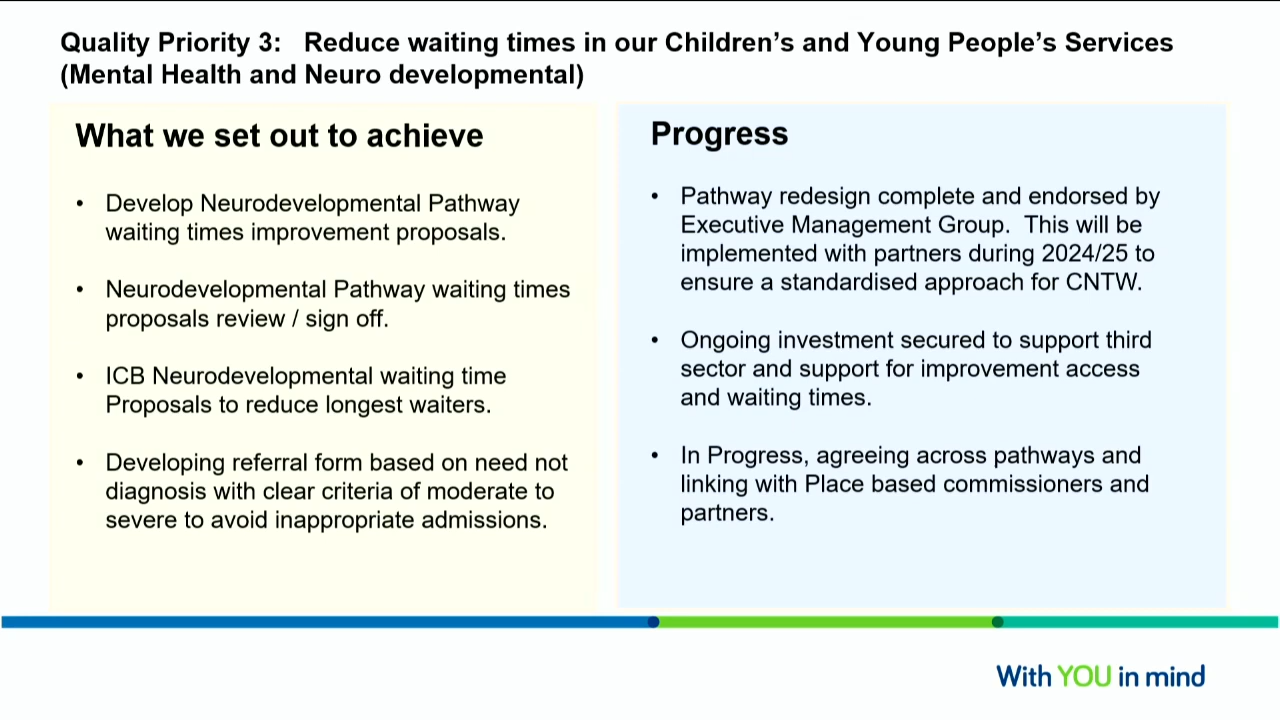 Quality Priority 3:   Reduce waiting times in our Children’s and Young People’s Services
(Mental Health and Neuro developmental)
What we set out to achieve
• Develop Neurodevelopmental Pathway
waiting times improvement proposals.
• Neurodevelopmental Pathway waiting times
proposals review / sign off.
• ICB Neurodevelopmental waiting time
Proposals to reduce longest waiters.
• Developing referral form based on need not
diagnosis with clear criteria of moderate to
severe to avoid inappropriate admissions.
Progress
• Pathway redesign complete and endorsed by
Executive Management Group.  This will be
implemented with partners during 2024/25 to
ensure a standardised approach for CNTW.
• Ongoing investment secured to support third
sector and support for improvement access
and waiting times.
• In Progress, agreeing across pathways and
linking with Place based commissioners and
partners.
With YOU in mind